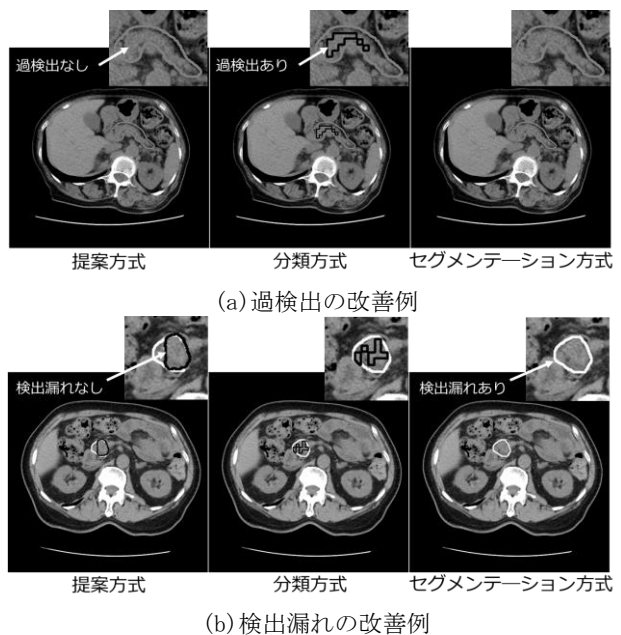 過検出なし
過検出あり
提案方式
分類方式
セグメンテーション方式
(a)過検出の改善例
検出漏れなし
検出漏れあり
提案方式
分類方式
セグメンテーション方式
(b)検出漏れの改善例